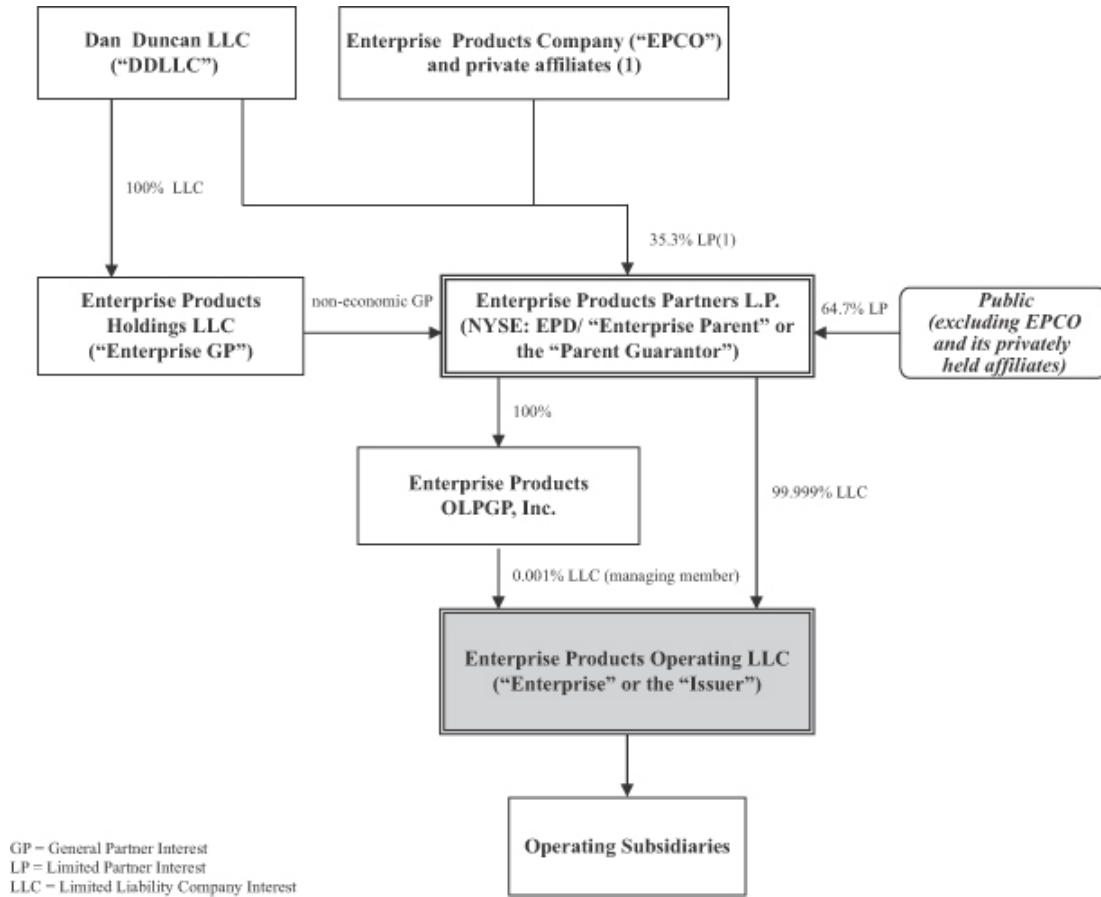 Dan Duncan LLC
(“DDLLC”)
Enterprise Products Company (“EPCO”)
and private affiliates (1)
100% LLC
35.3% LP(1)
Enterprise Products
Holdings LLC
(“Enterprise GP”)
non-economic GP
Enterprise Products Partners L.P.
(NYSE: EPD/ “Enterprise Parent” or
the “Parent Guarantor”)
64.7% LP
Public
(excluding EPCO
and its privately
held affiliates)
100%
Enterprise Products
OLPGP, Inc.
99.999% LLC
0.001% LLC (managing member)
Enterprise Products Operating LLC
(“Enterprise” or the “Issuer”)
Operating Subsidiaries
GP = General Partner Interest
LP = Limited Partner Interest
LLC = Limited Liability Company Interest